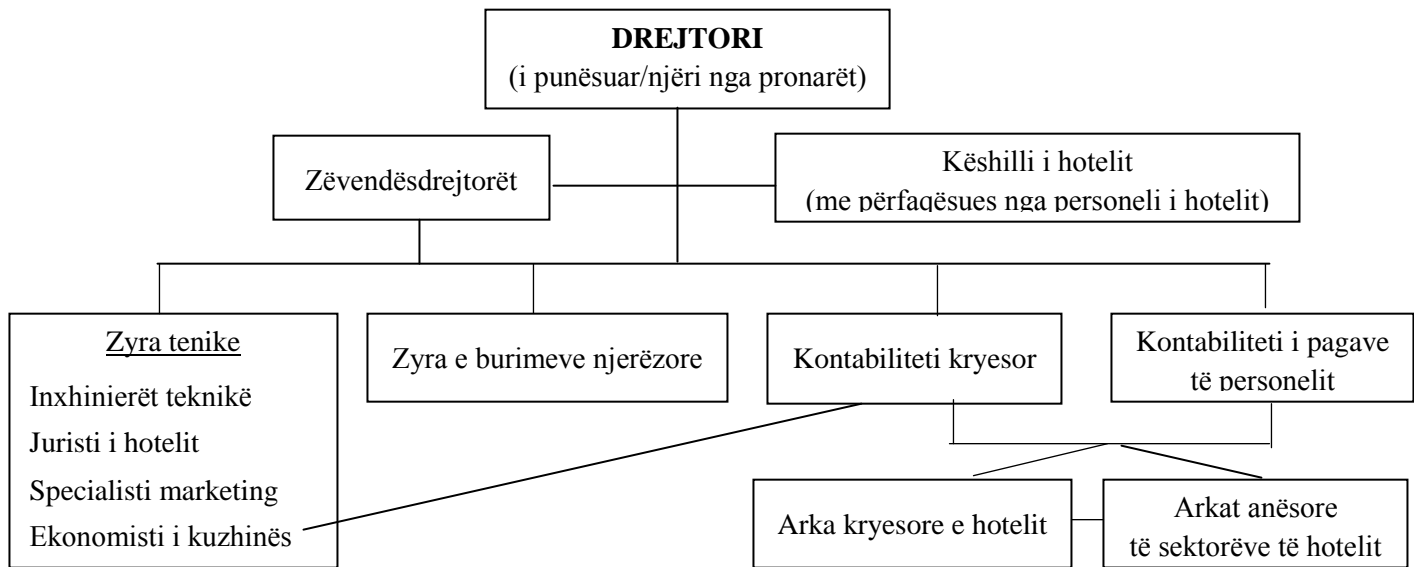 DREJTORI
(i punësuar/njëri nga pronarët)
Zëvendësdrejtorët
Këshilli i hotelit
(me përfaqësues nga personeli i hotelit)
Zyra tenike
Inxhinierët teknikë
Juristi i hotelit
Specialisti marketing
Ekonomisti i kuzhinës
Zyra e burimeve njerëzore
Kontabiliteti kryesor
Kontabiliteti i pagave
të personelit
Arka kryesore e hotelit
Arkat anësore
të sektorëve të hotelit